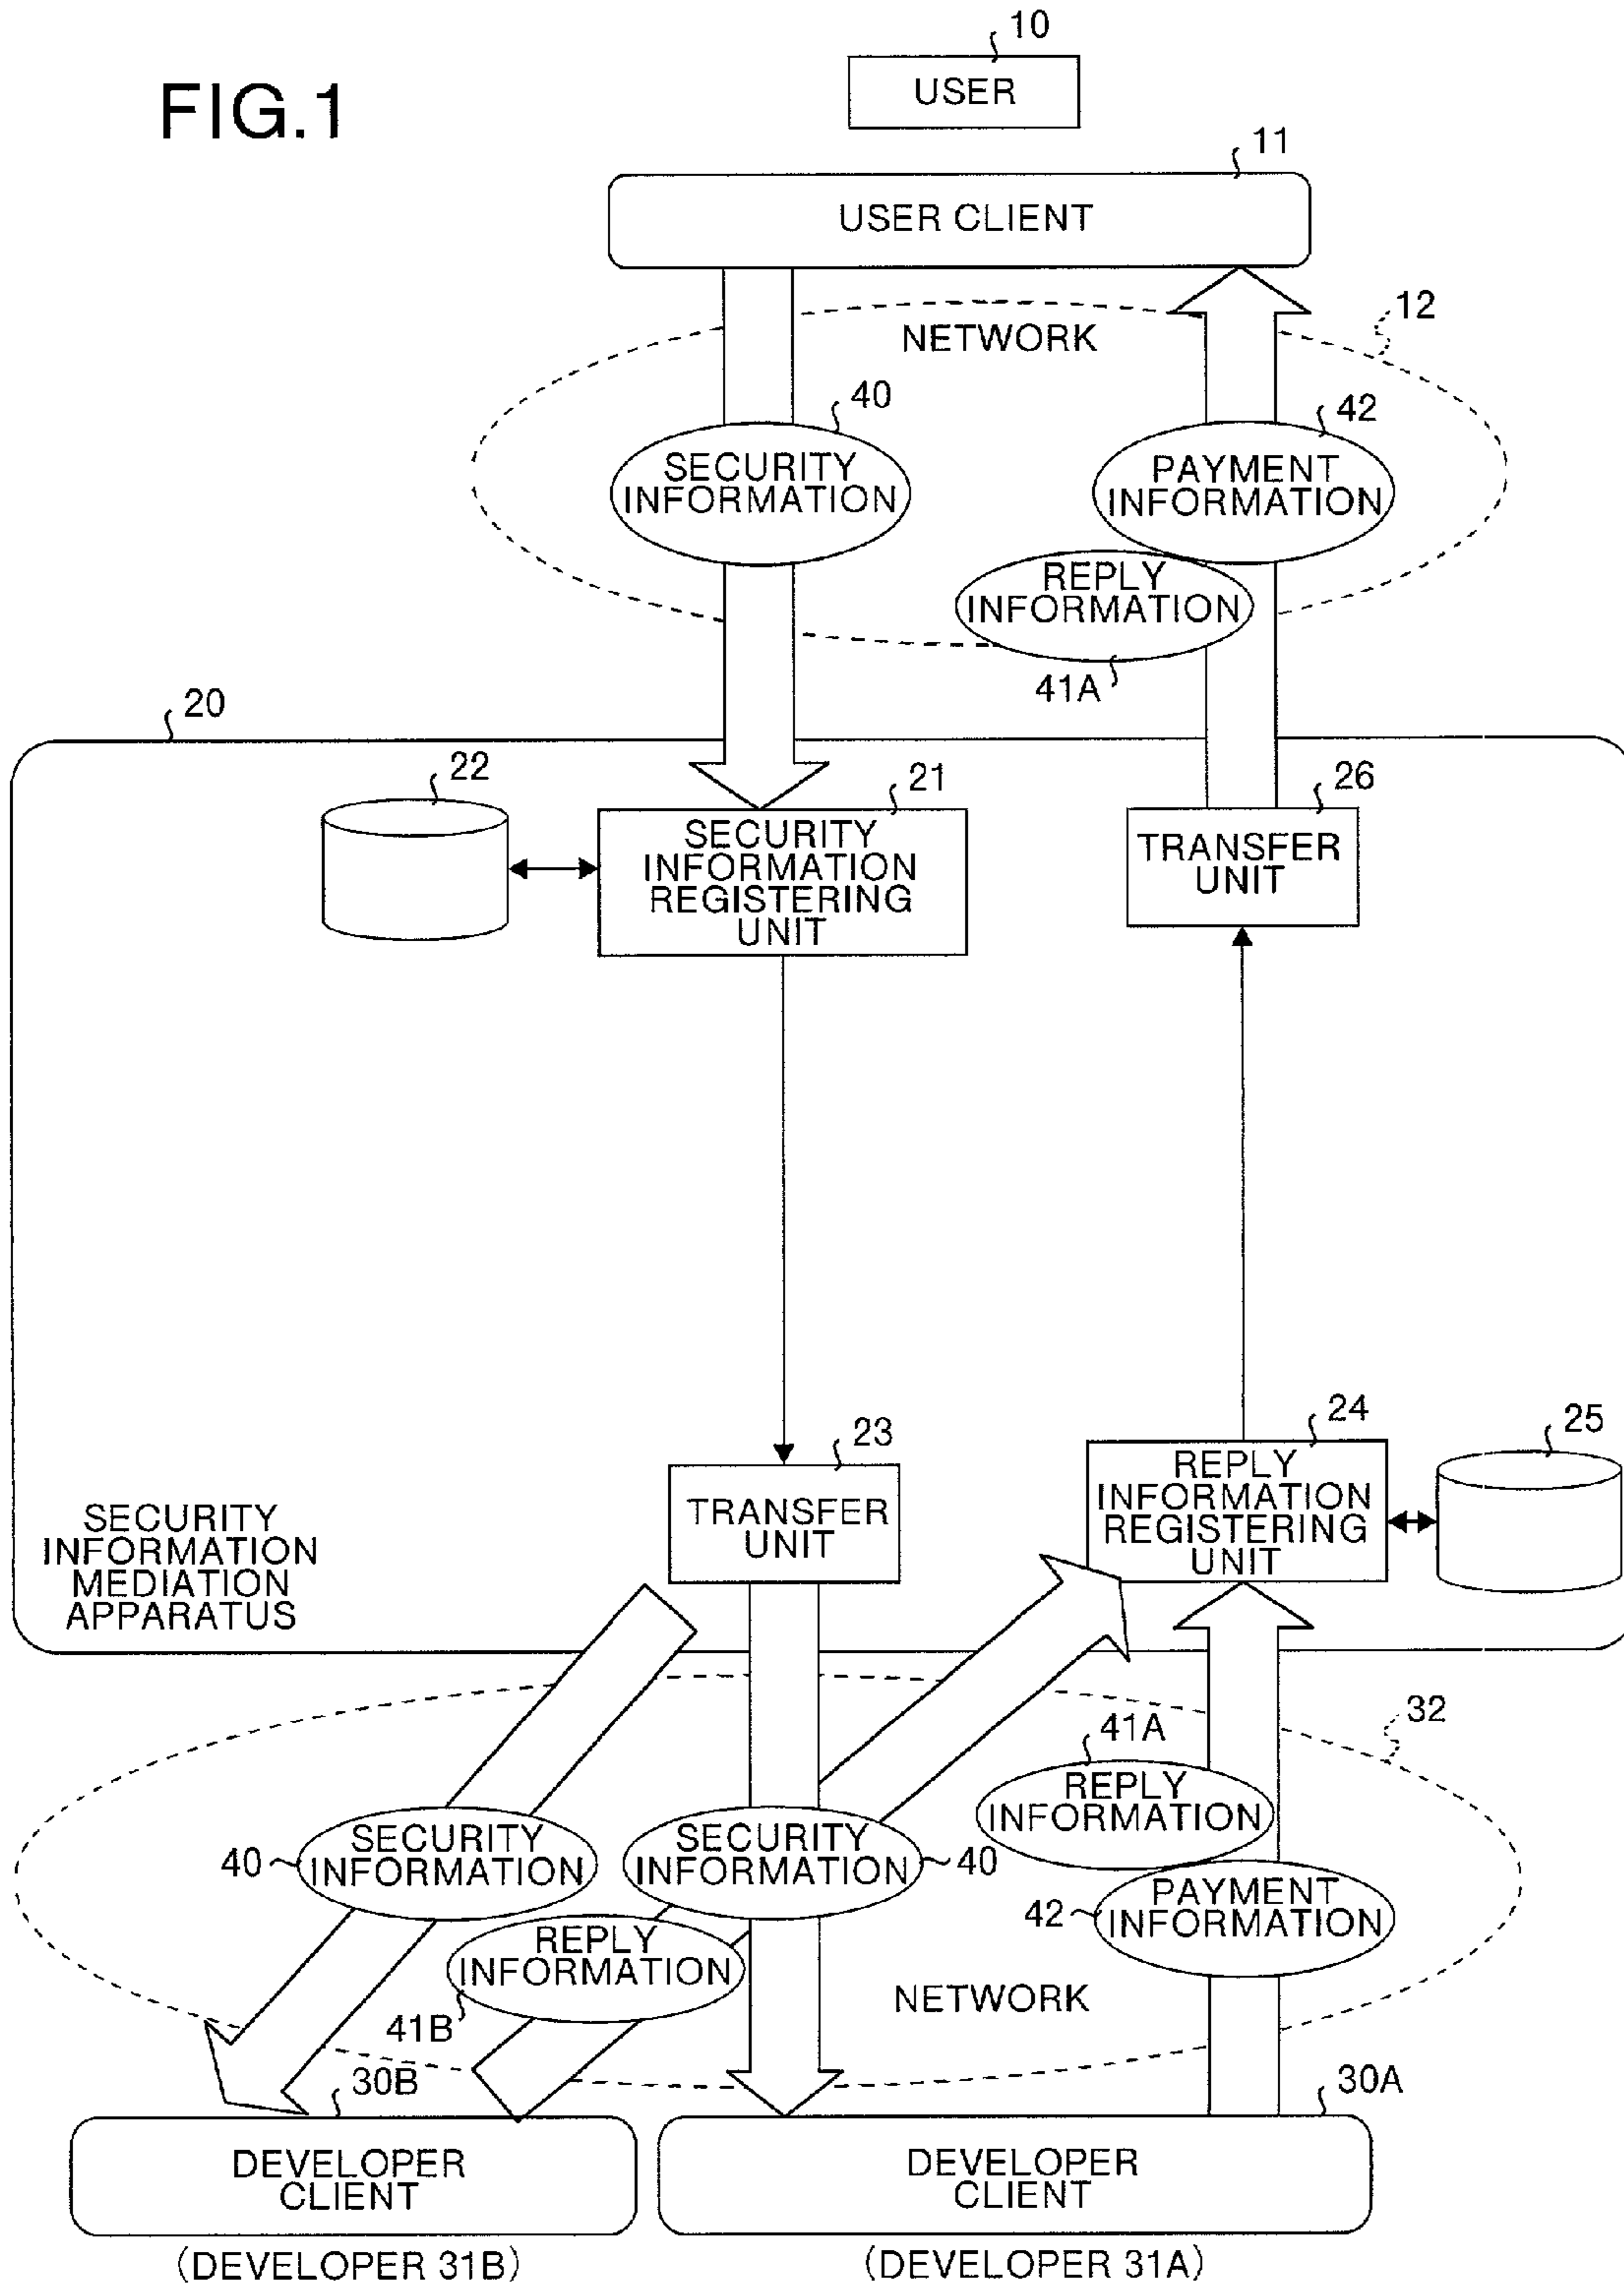 FIG.1
10
USER
11
USER CLIENT
12
NETWORK
40
SECURITY
INFORMATION
42
PAYMENT
INFORMATION
REPLY
INFORMATION
41A
20
22
21
SECURITY
INFORMATION
REGISTERING
UNIT
26
TRANSFER
UNIT
23
TRANSFER
UNIT
24
REPLY
INFORMATION
REGISTERING
UNIT
25
SECURITY
INFORMATION
MEDIATION
APPARATUS
32
41A
REPLY
INFORMATION
40
SECURITY
INFORMATION
SECURITY
INFORMATION
40
42
PAYMENT
INFORMATION
REPLY
INFORMATION
41B
NETWORK
30B
DEVELOPER
CLIENT
(DEVELOPER 31B)
30A
DEVELOPER
CLIENT
(DEVELOPER 31A)